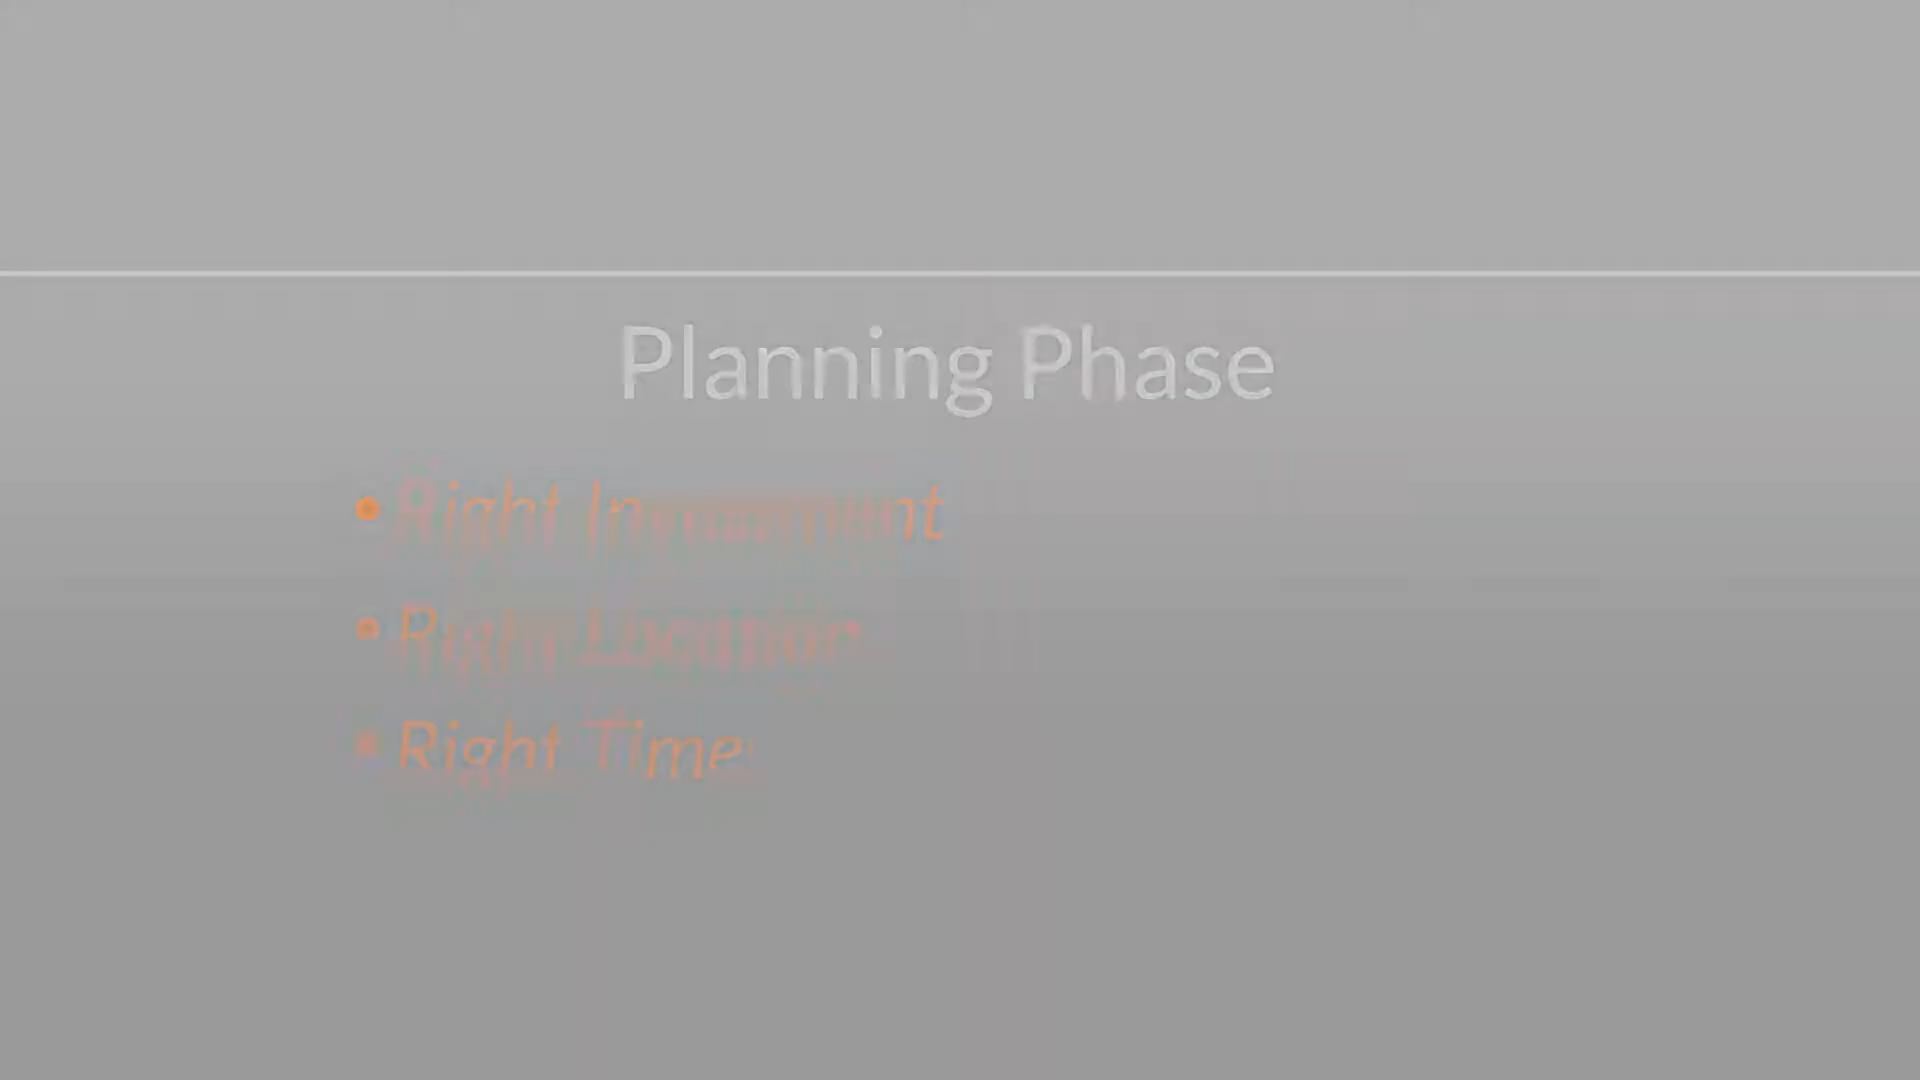 Planning Phase
• Right Investment
• Right Location
• Right Time